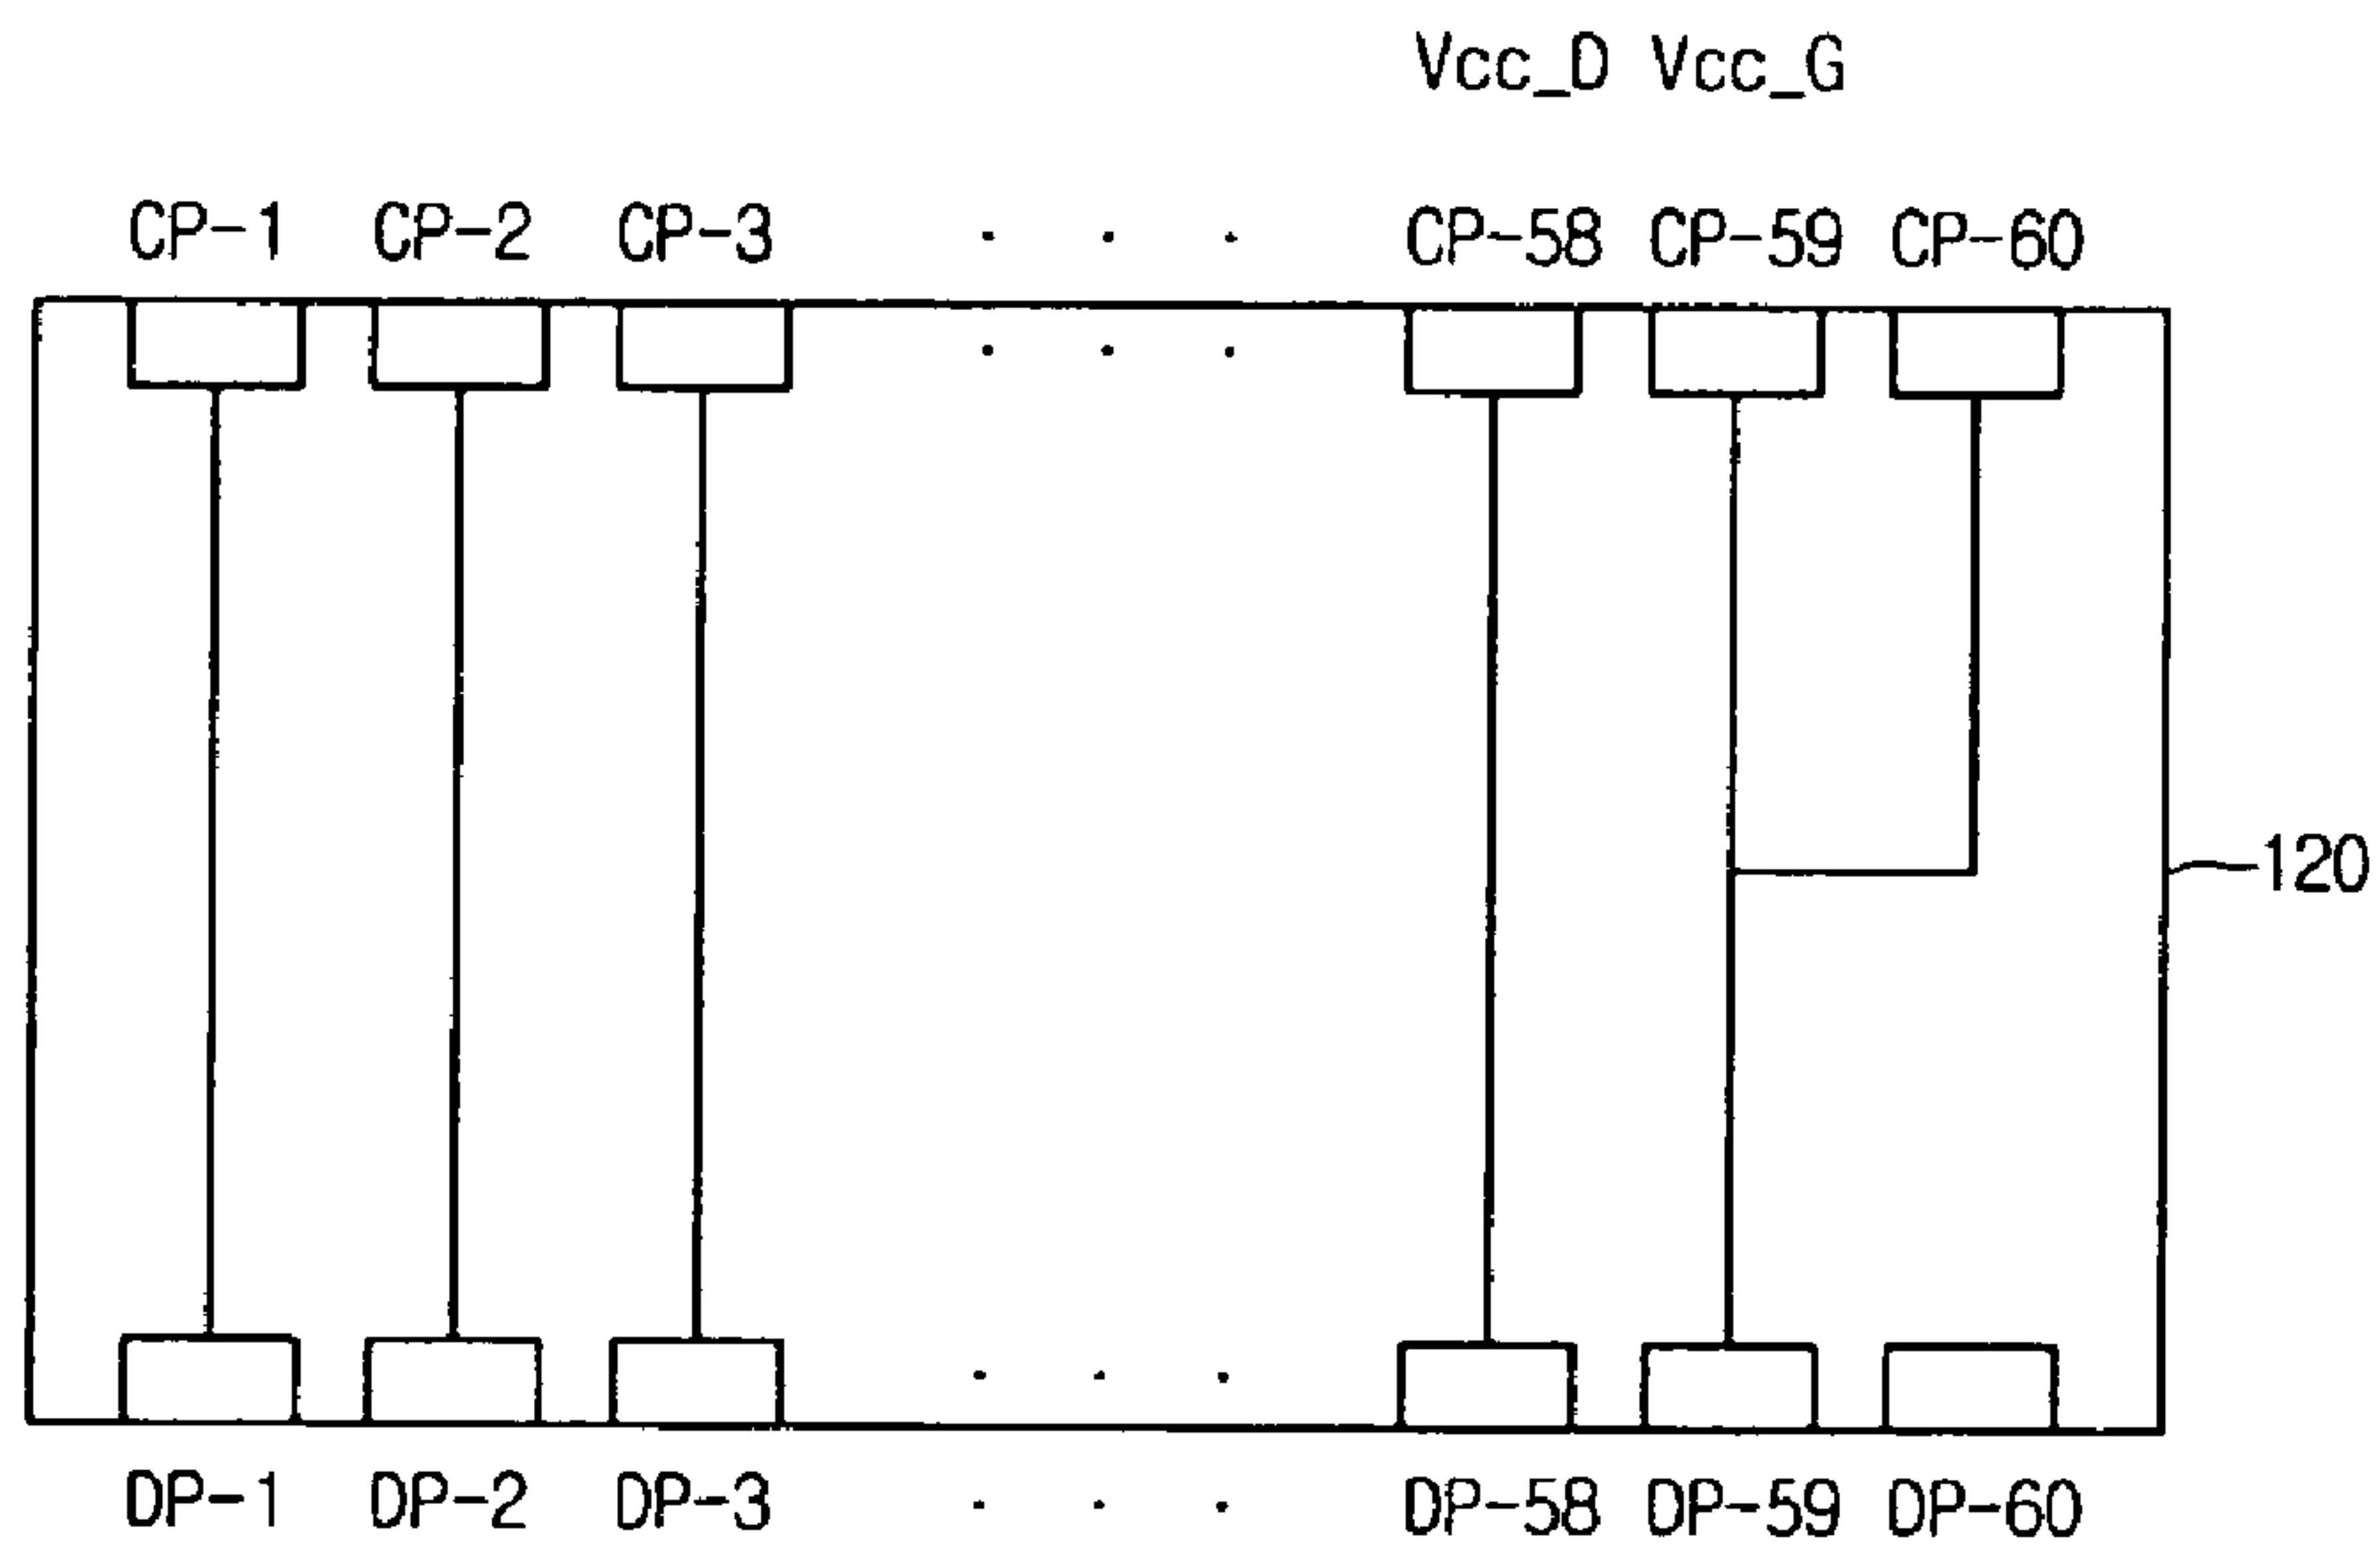 Vcc_D Vcc_G
CP-1 CP-2 CP-3 . . . CP-58 CP-59 CP-60
. . .
120
. . .
DP-1 DP-2 DP-3 . . . DP-58 DP-59 DP-60